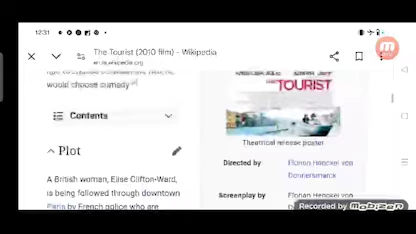 12:31
The Tourist (2010 film) – Wikipedia
en.m.wikipedia.org
would choose comedy
Contents
Plot
A British woman, Elise Clifton-Ward,
is being followed through downtown
Paris by French police who are
TOURIST
Theatrical release poster
Directed by
Florian Henckel von
Donnersmarck
Screenplay by
Florian Henckel von
Recorded by mobizen